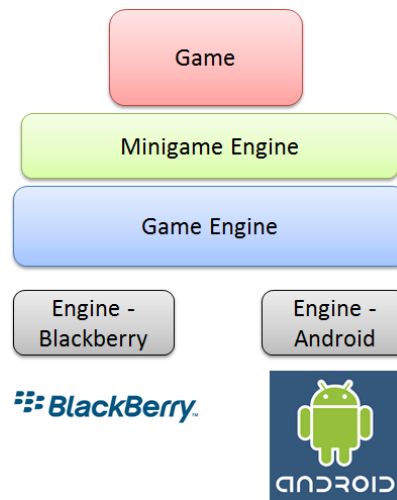 Game
Minigame Engine
Game Engine
Engine -
Blackberry
Engine -
Android
BlackBerry
ANDROID